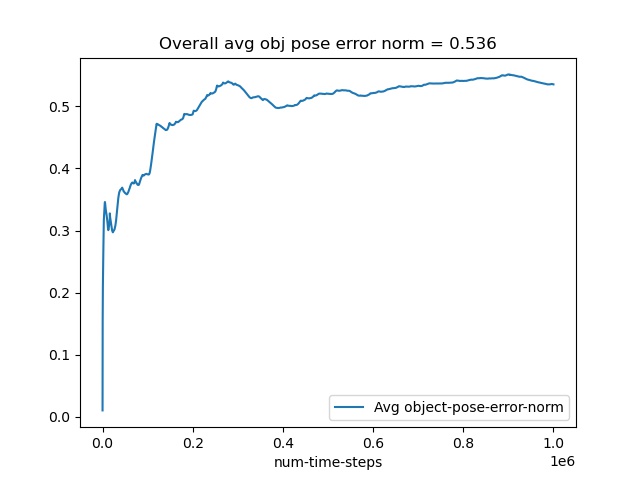 Overall avg obj pose error norm = 0.536
0.5
0.4
0.3
0.2
0.1
0.0
Avg object-pose-error-norm
0.0 0.2 0.4 0.6 0.8 1.0
1e6
num-time-steps